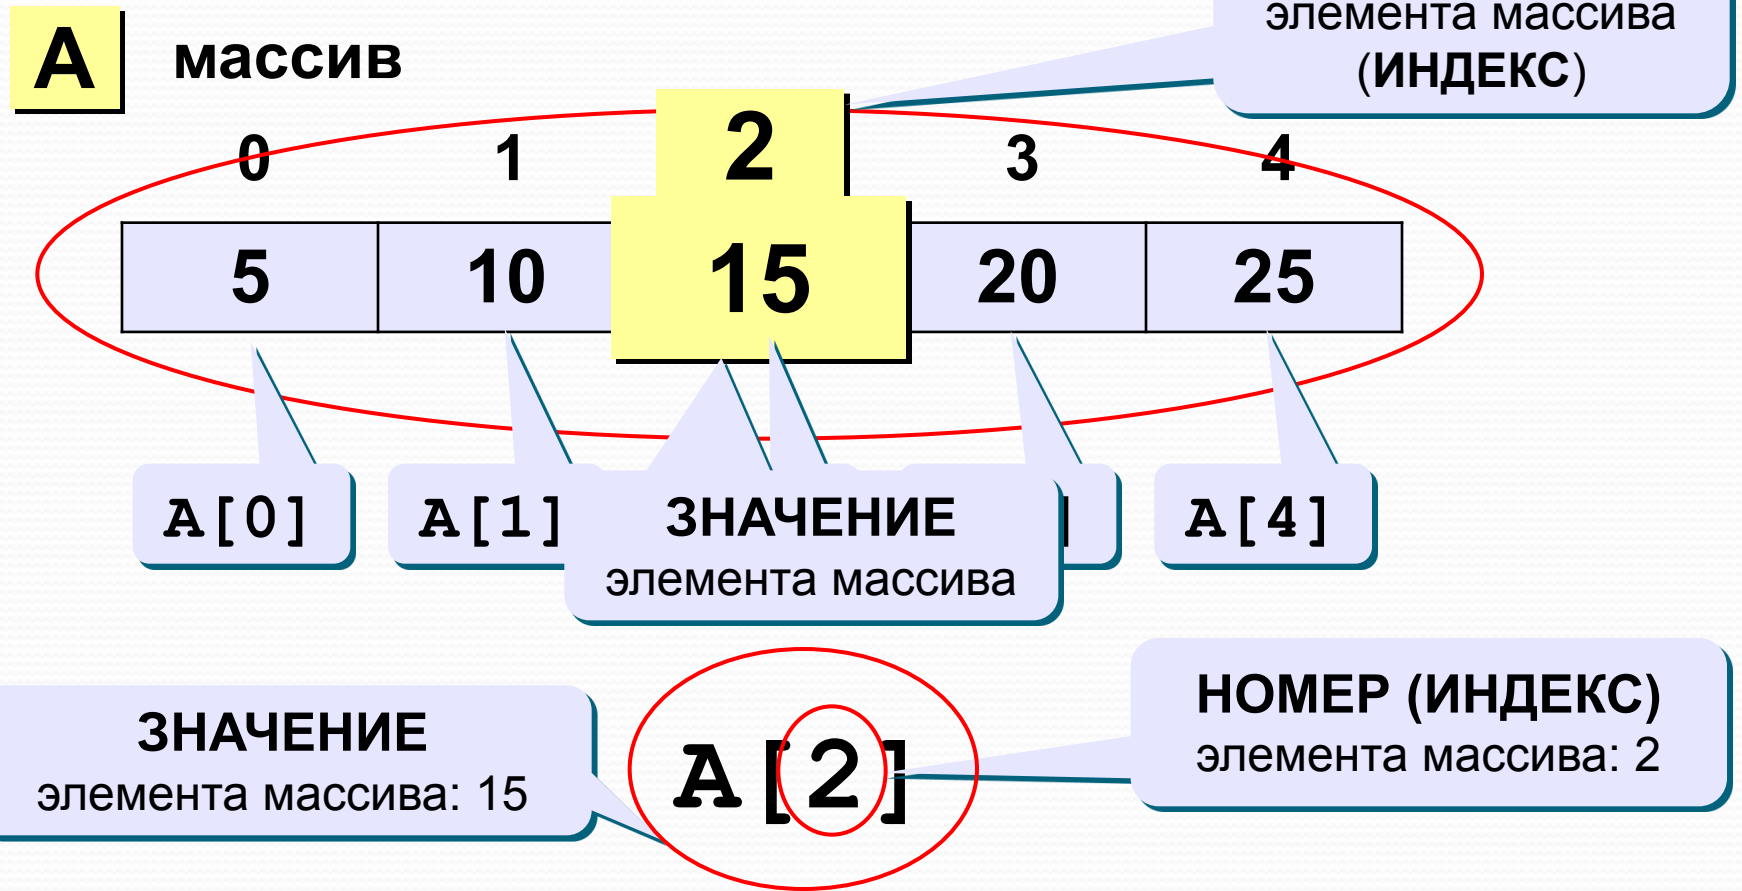 A массив
элемента массива
(ИНДЕКС)
0 1 2 3 4
5 10 15 20 25
A[0] A[1] ] A[4]
ЗНАЧЕНИЕ
элемента массива
ЗНАЧЕНИЕ
элемента массива: 15
A[2]
НОМЕР (ИНДЕКС)
элемента массива: 2